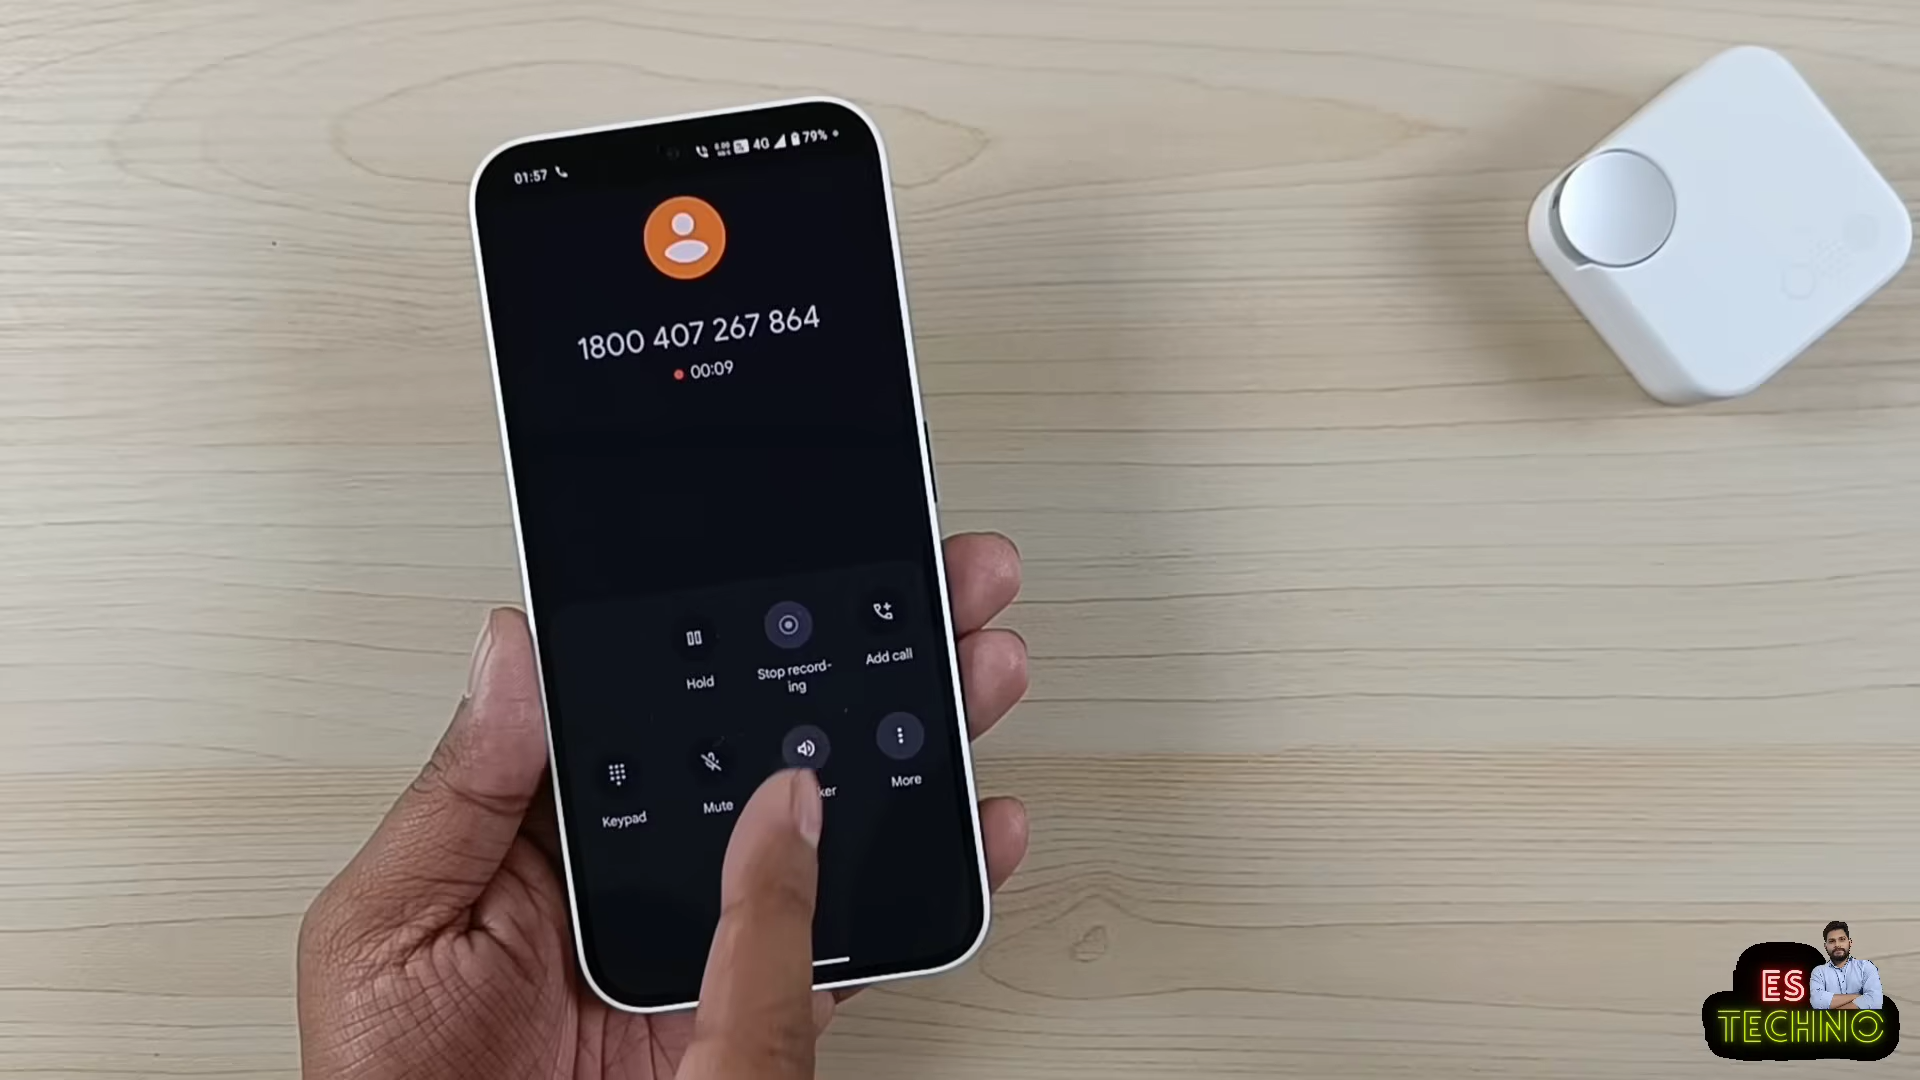 01:57
4G 79%
1800 407 267 864
00:09
Hold
Stop record-
ing
Add call
Keypad
Mute
ker
More
ES
TECHNO